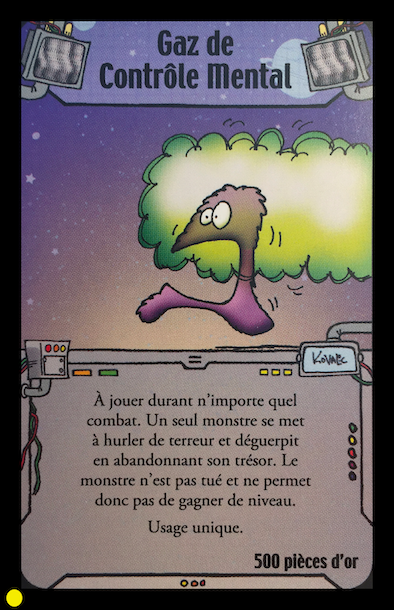 Gaz de
Contrôle Mental
KOVALIC
À jouer durant n'importe quel
combat. Un seul monstre se met
à hurler de terreur et déguerpit
en abandonnant son trésor. Le
monstre n'est pas tué et ne permet
donc pas de gagner de niveau.
Usage unique.
500 pièces d'or